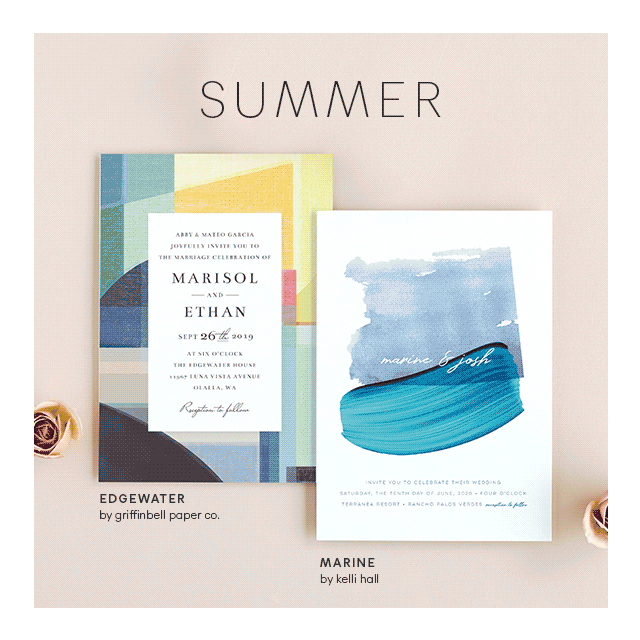 SUMMER
ABBY & MATEO GARCIA
JOYFULLY INVITE YOU TO
THE MARRIAGE CELEBRATION OF
MARISOL
AND
ETHAN
SEPT 26th 2019
AT SIX O'CLOCK
THE EDGEWATER HOUSE
11967 LUNA VISTA AVENUE
OLALLA, WA
Reception to follow
EDGEWATER
by griffinbell paper co.
marine & josh
INVITE YOU TO CELEBRATE THEIR WEDDING
SATURDAY, THE TENTH DAY OF JUNE, 2020 • FOUR O'CLOCK
TERRANEA RESORT • RANCHO PALOS VERDES reception to follow
MARINE
by kelli hall